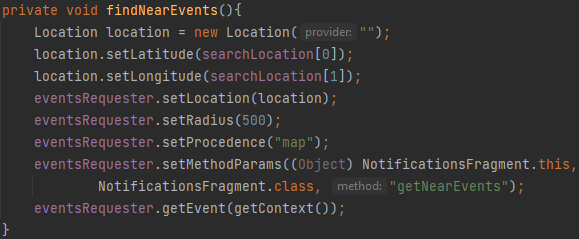 private void findNearEvents(){
Location location = new Location( provider: "");
location.setLatitude(searchLocation[0]);
location.setLongitude(searchLocation[1]);
eventsRequester.setLocation(location);
eventsRequester.setRadius(500);
eventsRequester.setProcedence("map");
eventsRequester.setMethodParams((Object) NotificationsFragment.this,
NotificationsFragment.class, method: "getNearEvents");
eventsRequester.getEvent(getContext());
}